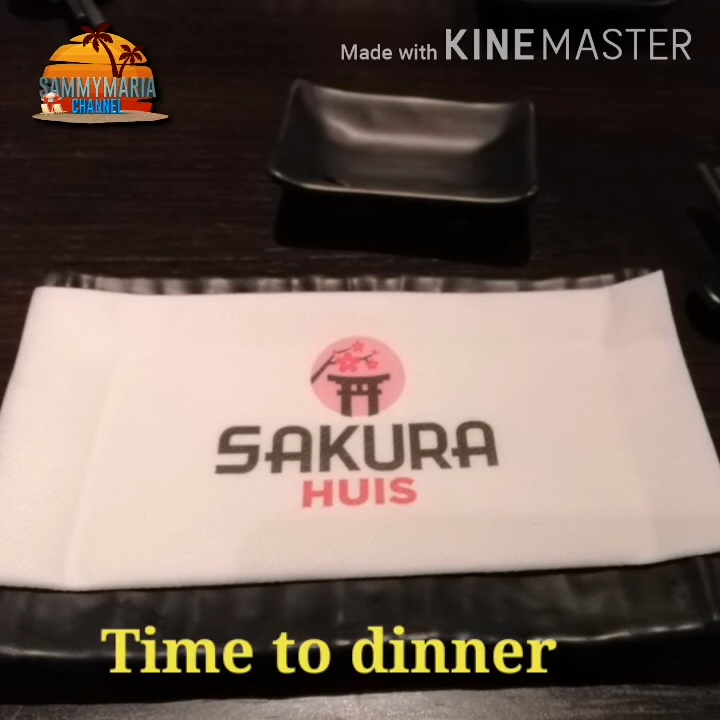 SAMMYMARIA
CHANNEL
Made with KINEMASTER
SAKURA
HUIS
Time to dinner